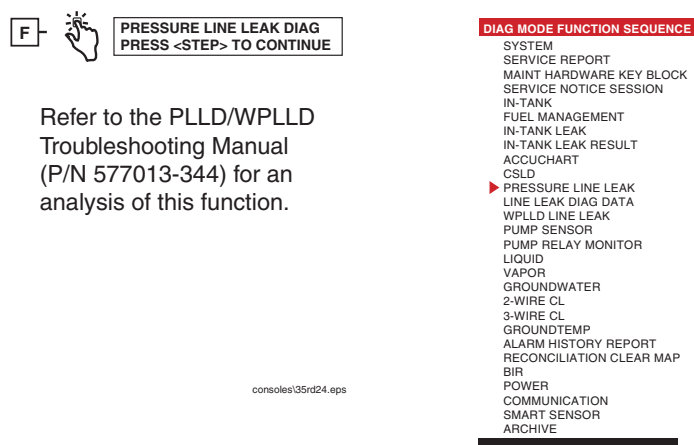 F
PRESSURE LINE LEAK DIAG
PRESS <STEP> TO CONTINUE
Refer to the PLLD/WPLLD
Troubleshooting Manual
(P/N 577013-344) for an
analysis of this function.
consoles\35rd24.eps
DIAG MODE FUNCTION SEQUENCE
SYSTEM
SERVICE REPORT
MAINT HARDWARE KEY BLOCK
SERVICE NOTICE SESSION
IN-TANK
FUEL MANAGEMENT
IN-TANK LEAK
IN-TANK LEAK RESULT
ACCUCHART
CSLD
PRESSURE LINE LEAK
LINE LEAK DIAG DATA
WPLLD LINE LEAK
PUMP SENSOR
PUMP RELAY MONITOR
LIQUID
VAPOR
GROUNDWATER
2-WIRE CL
3-WIRE CL
GROUNDTEMP
ALARM HISTORY REPORT
RECONCILIATION CLEAR MAP
BIR
POWER
COMMUNICATION
SMART SENSOR
ARCHIVE